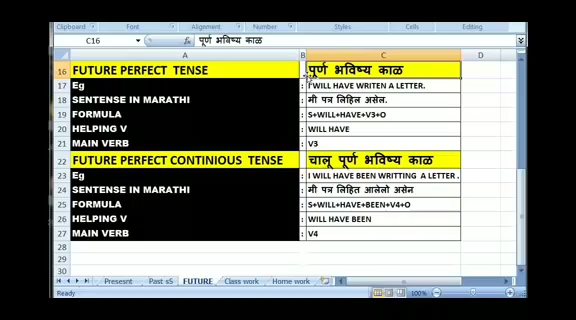 Clipboard Font Alignment Number Styles Cells Editing
C16 fx पूर्ण भविष्य काळ
A B C D
16 FUTURE PERFECT TENSE पूर्ण भविष्य काळ
17 Eg : I WILL HAVE WRITEN A LETTER.
18 SENTENSE IN MARATHI : मी पत्र लिहिल असेल.
19 FORMULA : S+WILL+HAVE+V3+O
20 HELPING V : WILL HAVE
21 MAIN VERB : V3
22 FUTURE PERFECT CONTINIOUS TENSE चालू पूर्ण भविष्य काळ
23 Eg : I WILL HAVE BEEN WRITTING A LETTER .
24 SENTENSE IN MARATHI : मी पत्र लिहित आलेलो असेन
25 FORMULA : S+WILL+HAVE+BEEN+V4+O
26 HELPING V : WILL HAVE BEEN
27 MAIN VERB : V4
28
29
30
Presesnt Past sS FUTURE Class work Home work
Ready 100%